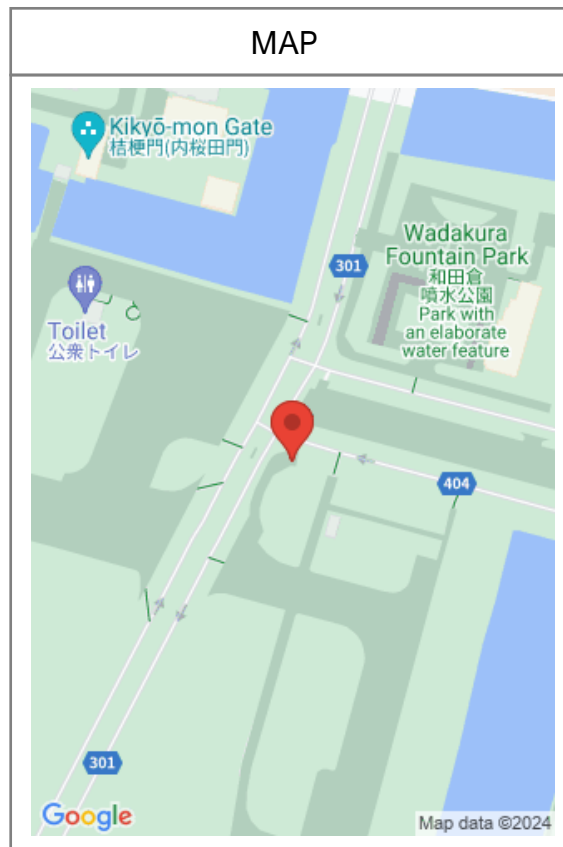 MAP
Kikyō-mon Gate
桔梗門(内桜田門)
301
Wadakura
Fountain Park
和田倉
噴水公園
Park with
an elaborate
water feature
Toilet
公衆トイレ
404
301
Google
Map data ©2024